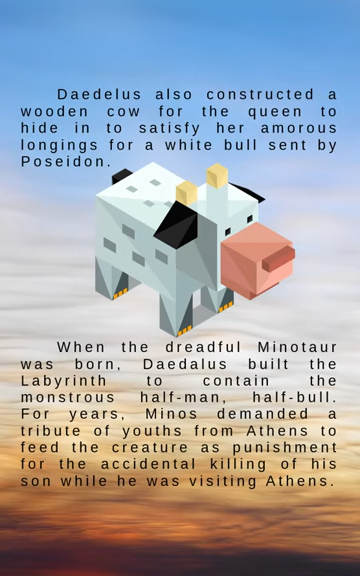 Daedelus also constructed a
wooden cow for the queen to
hide in to satisfy her amorous
longings for a white bull sent by
Poseidon.
When the dreadful Minotaur
was born, Daedalus built the
Labyrinth to contain the
monstrous half-man, half-bull.
For years, Minos demanded a
tribute of youths from Athens to
feed the creature as punishment
for the accidental killing of his
son while he was visiting Athens.